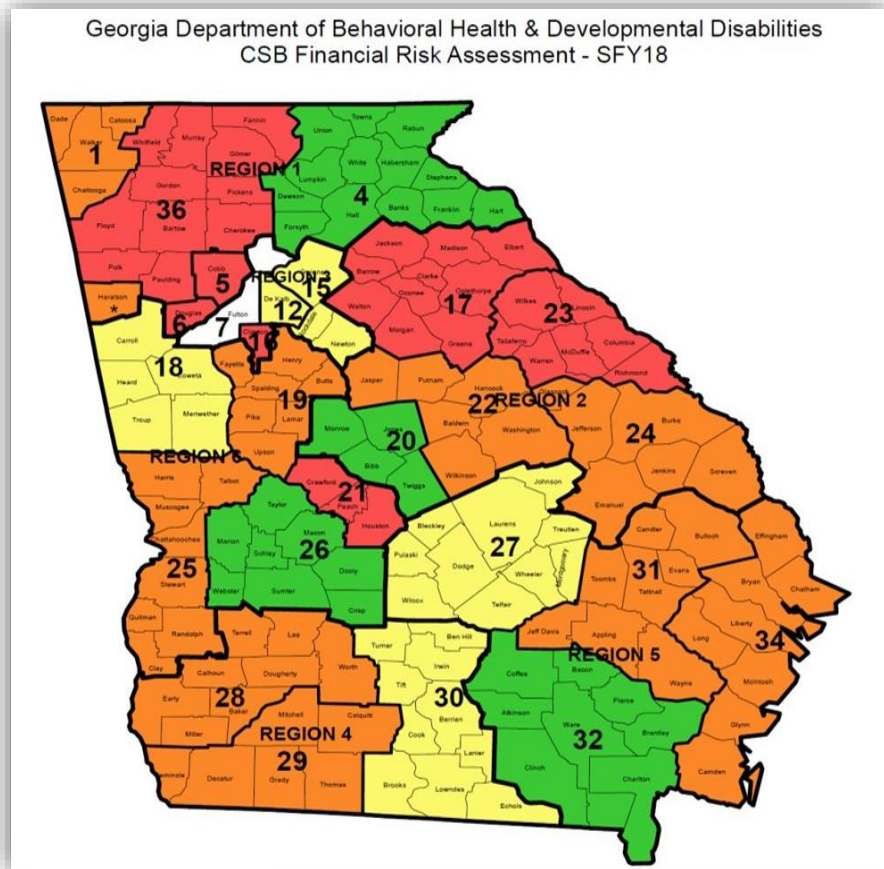 Georgia Department of Behavioral Health & Developmental Disabilities
CSB Financial Risk Assessment - SFY18
Dade
Catoosa
Walker
1
Chattooga
Whitfield
Murray
Fannin
Gilmer
REGION 1
Gordon
Pickens
36
Floyd
Bartow
Cherokee
Polk
Paulding
Union
Towns
Rabun
White
Habersham
Lumpkin
Stephens
Dawson
4
Hall
Banks
Franklin
Hart
Forsyth
Cobb
5
Haralson
*
Douglas
6
7
Fulton
REGION 3
15
De Kalb
12
Newton
Jackson
Madison
Elbert
Barrow
Clarke
Oconee
Oglethorpe
17
Walton
Morgan
Greene
Wilkes
Lincoln
23
Taliaferro
McDuffie
Columbia
Warren
Richmond
Carroll
18
Coweta
Heard
Troup
Meriwether
16
Fayette
Henry
Spalding
Butts
19
Pike
Lamar
Upson
Jasper
Putnam
Hancock
22
REGION 2
Baldwin
Washington
Wilkinson
Monroe
Jones
20
Bibb
Twiggs
Jefferson
Burke
24
Jenkins
Screven
Emanuel
REGION 6
Harris
Talbot
Muscogee
Chattahoochee
25
Stewart
Quitman
Randolph
Clay
Crawford
21
Peach
Houston
Taylor
Macon
26
Marion
Schley
Dooly
Webster
Sumter
Crisp
Johnson
Bleckley
Laurens
Treutlen
Pulaski
27
Dodge
Wheeler
Montgomery
Wilcox
Telfair
Candler
Bulloch
Effingham
Toombs
31
Evans
Tattnall
Bryan
Chatham
Liberty
Long
34
McIntosh
Jeff Davis
Appling
REGION 5
Wayne
Glynn
Camden
Terrell
Lee
Calhoun
Dougherty
Worth
Early
28
Baker
Miller
Mitchell
Colquitt
REGION 4
29
Decatur
Grady
Thomas
Turner
Ben Hill
Irwin
Tift
30
Berrien
Cook
Lanier
Brooks
Lowndes
Echols
Coffee
Bacon
Pierce
Atkinson
Ware
Brantley
32
Clinch
Charlton